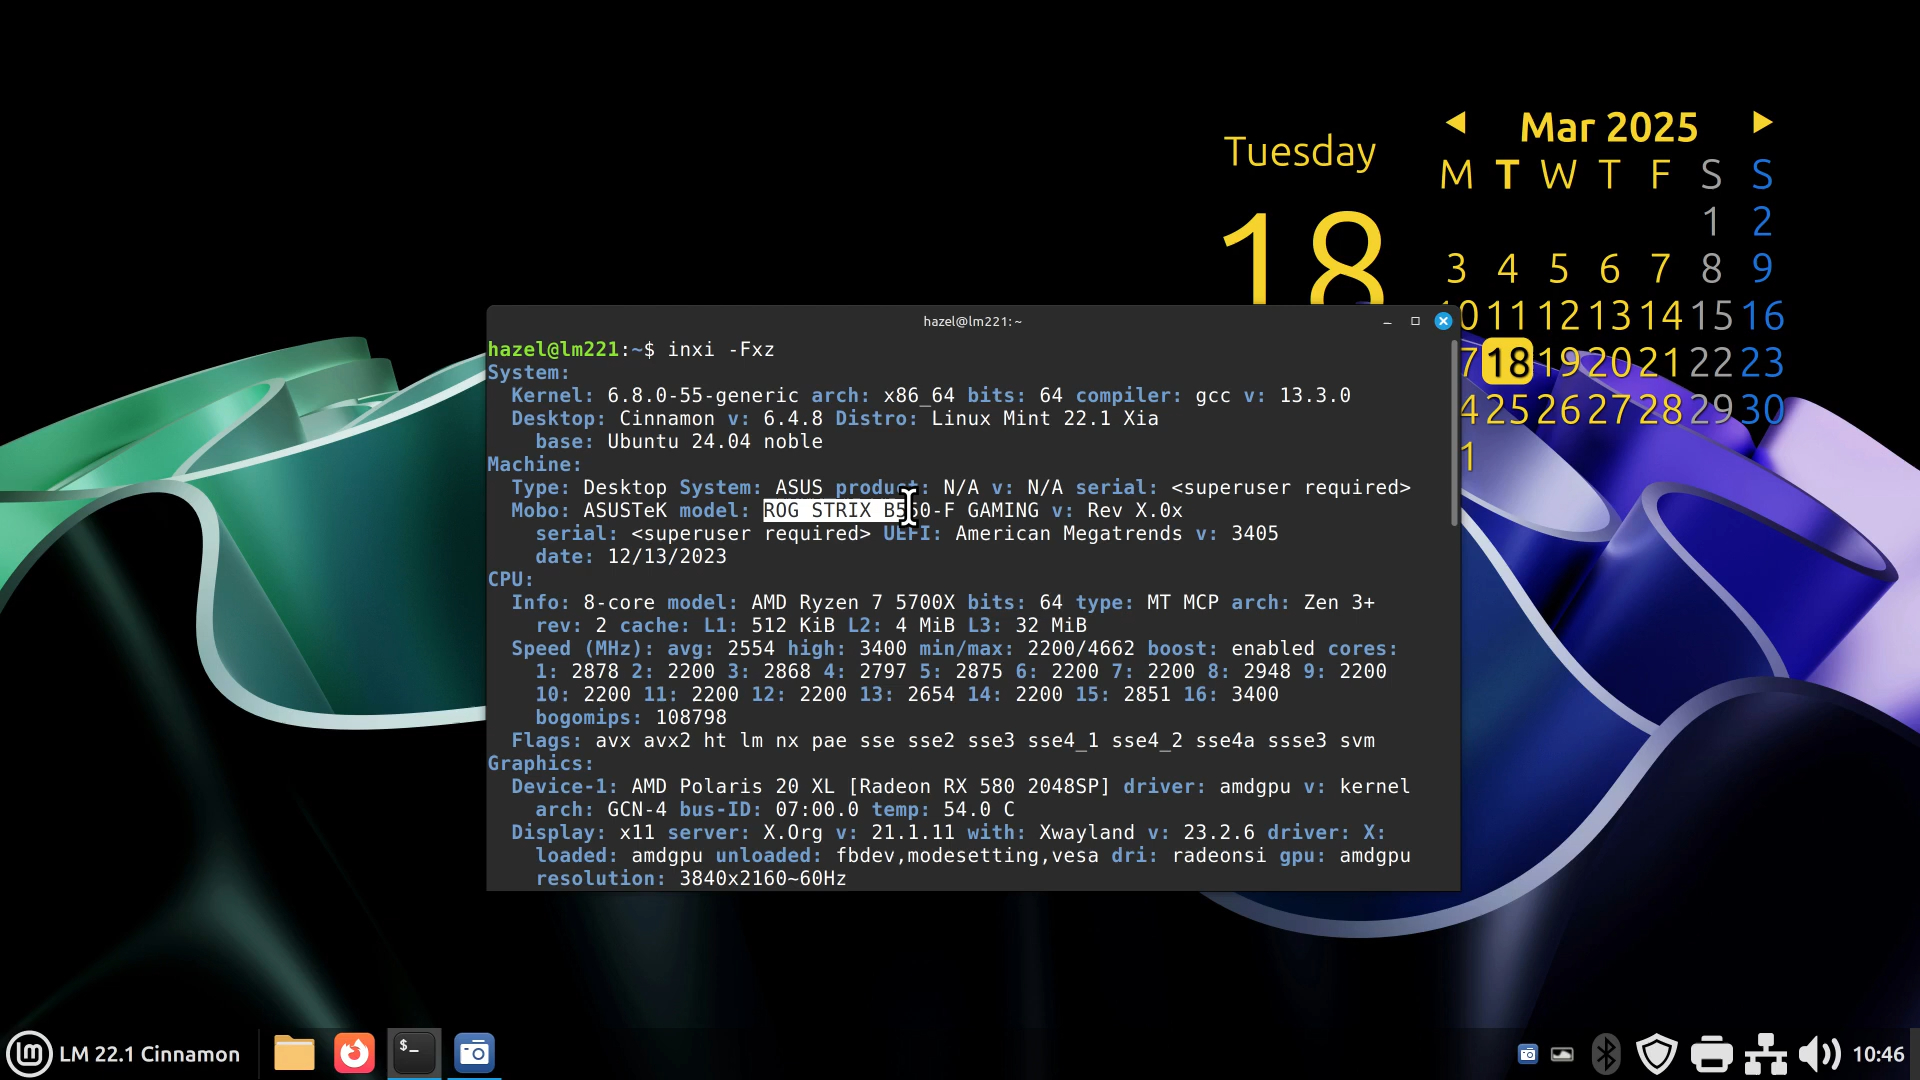 Tuesday
18
Mar 2025
M T W T F S S
1 2
3 4 5 6 7 8 9
0 11 12 13 14 15 16
7 18 19 20 21 22 23
4 25 26 27 28 29 30
1
hazel@lm221: ~
hazel@lm221:~$ inxi -Fxz
System:
Kernel: 6.8.0-55-generic arch: x86_64 bits: 64 compiler: gcc v: 13.3.0
Desktop: Cinnamon v: 6.4.8 Distro: Linux Mint 22.1 Xia
base: Ubuntu 24.04 noble
Machine:
Type: Desktop System: ASUS product: N/A v: N/A serial: <superuser required>
Mobo: ASUSTeK model: ROG STRIX B550-F GAMING v: Rev X.0x
serial: <superuser required> UEFI: American Megatrends v: 3405
date: 12/13/2023
CPU:
Info: 8-core model: AMD Ryzen 7 5700X bits: 64 type: MT MCP arch: Zen 3+
rev: 2 cache: L1: 512 KiB L2: 4 MiB L3: 32 MiB
Speed (MHz): avg: 2554 high: 3400 min/max: 2200/4662 boost: enabled cores:
1: 2878 2: 2200 3: 2868 4: 2797 5: 2875 6: 2200 7: 2200 8: 2948 9: 2200
10: 2200 11: 2200 12: 2200 13: 2654 14: 2200 15: 2851 16: 3400
bogomips: 108798
Flags: avx avx2 ht lm nx pae sse sse2 sse3 sse4_1 sse4_2 sse4a ssse3 svm
Graphics:
Device-1: AMD Polaris 20 XL [Radeon RX 580 2048SP] driver: amdgpu v: kernel
arch: GCN-4 bus-ID: 07:00.0 temp: 54.0 C
Display: x11 server: X.Org v: 21.1.11 with: Xwayland v: 23.2.6 driver: X:
loaded: amdgpu unloaded: fbdev,modesetting,vesa dri: radeonsi gpu: amdgpu
resolution: 3840x2160~60Hz
LM 22.1 Cinnamon
$_
10:46